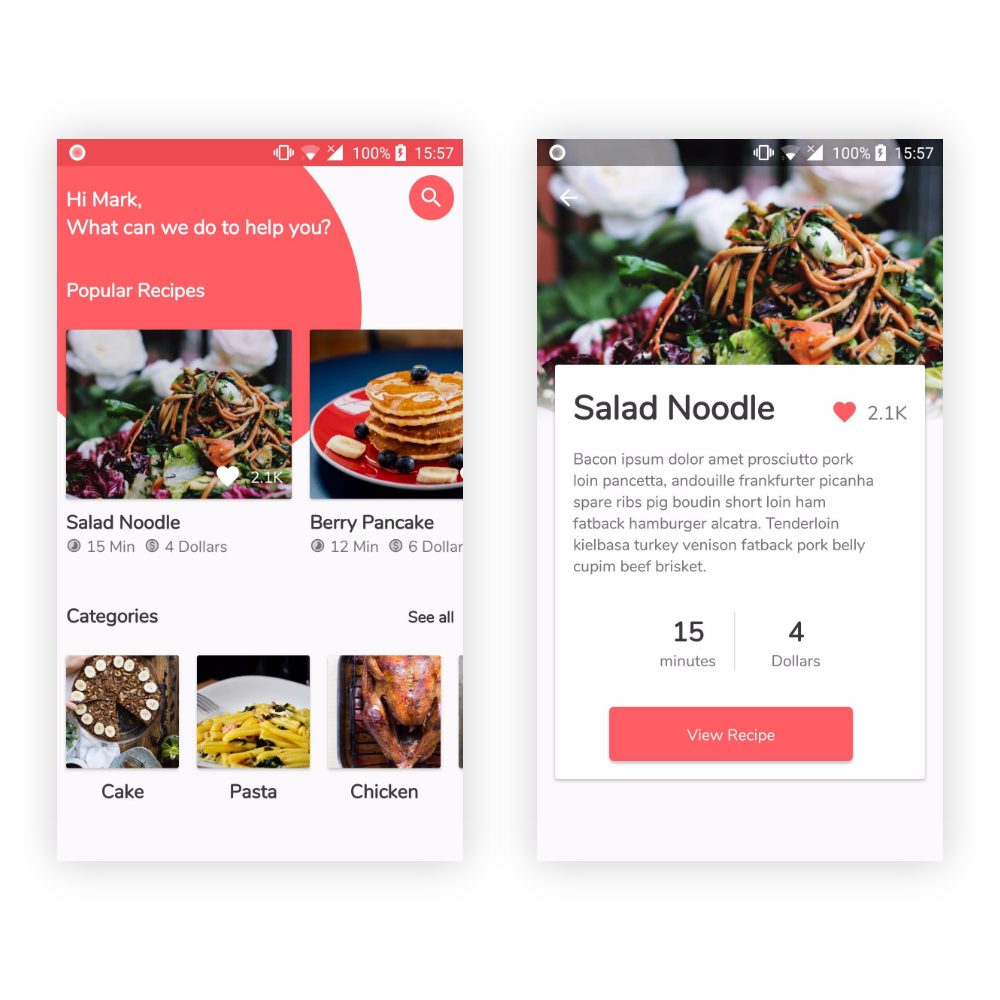 100% 15:57
Hi Mark,
What can we do to help you?
Popular Recipes
2.1K
Salad Noodle
15 Min 4 Dollars
Berry Pancake
12 Min 6 Dollar
Categories
See all
Cake
Pasta
Chicken
100% 15:57
Salad Noodle
2.1K
Bacon ipsum dolor amet prosciutto pork
loin pancetta, andouille frankfurter picanha
spare ribs pig boudin short loin ham
fatback hamburger alcatra. Tenderloin
kielbasa turkey venison fatback pork belly
cupim beef brisket.
15
minutes
4
Dollars
View Recipe